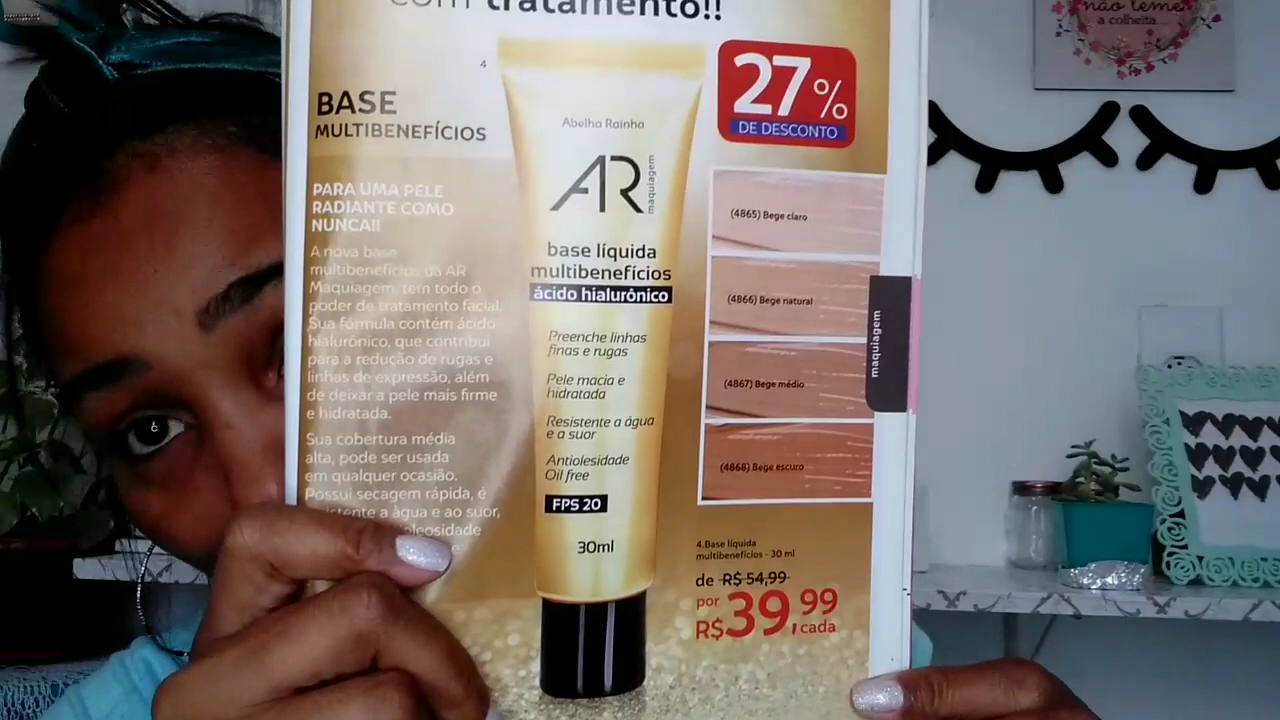 com tratamento!!
4
BASE
MULTIBENEFÍCIOS
PARA UMA PELE
RADIANTE COMO
NUNCA!!
A nova base
multibenefícios da AR
Maquiagem, tem todo o
poder de tratamento facial.
Sua fórmula contém ácido
hialurônico, que contribui
para a redução de rugas e
linhas de expressão, além
de deixar a pele mais firme
e hidratada.
Sua cobertura média
alta, pode ser usada
em qualquer ocasião.
Possui secagem rápida, é
istente a água e ao suor,
oleosidade
Abelha Rainha
AR
maquiagem
base líquida
multibenefícios
ácido hialurônico
Preenche linhas
finas e rugas
Pele macia e
hidratada
Resistente a água
e a suor
Antiolesidade
Oil free
FPS 20
30ml
27%
DE DESCONTO
(4865) Bege claro
(4866) Bege natural
(4867) Bege médio
(4868) Bege escuro
maquiagem
4.Base líquida
multibenefícios - 30 ml
de R$ 54,99
por
R$39,99
cada
não teme
a colheita...